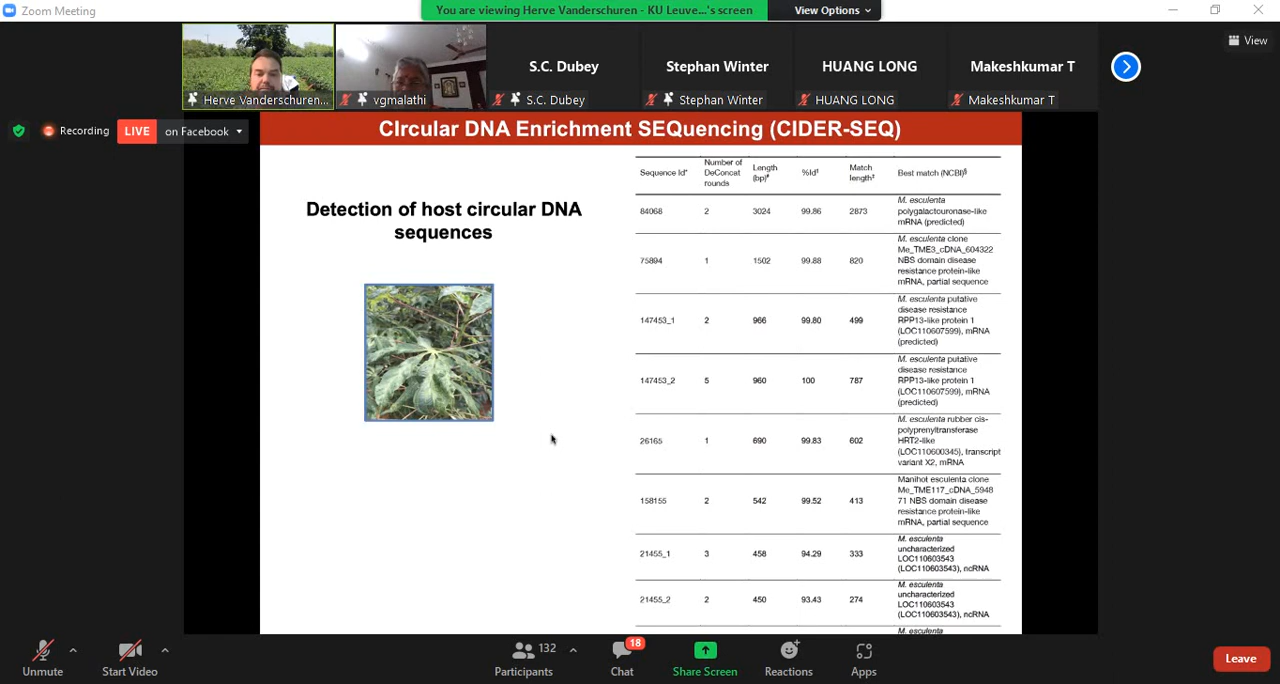 Zoom Meeting
You are viewing Herve Vanderschuren - KU Leuve...'s screen
View Options
View
S.C. Dubey
Stephan Winter
HUANG LONG
Makeshkumar T
Herve Vanderschuren...
vgmalathi
S.C. Dubey
Stephan Winter
HUANG LONG
Makeshkumar T
Recording
LIVE on Facebook
CIrcular DNA Enrichment SEQuencing (CIDER-SEQ)
Detection of host circular DNA
sequences
Sequence Id* Number of DeConcat rounds Length (bp)# %Id† Match length‡ Best match (NCBI)§
84068 2 3024 99.86 2873 M. esculenta polygalactouronase-like mRNA (predicted)
75894 1 1502 99.88 820 M. esculenta clone Me_TME3_cDNA_604322 NBS domain disease resistance protein-like mRNA, partial sequence
147453_1 2 966 99.80 499 M. esculenta putative disease resistance RPP13-like protein 1 (LOC110607599), mRNA (predicted)
147453_2 5 960 100 787 M. esculenta putative disease resistance RPP13-like protein 1 (LOC110607599), mRNA (predicted)
26165 1 690 99.83 602 M. esculenta rubber cis-polyprenyltransferase HRT2-like (LOC110600345), transcript variant X2, mRNA
158155 2 542 99.52 413 Manihot esculenta clone Me_TME117_cDNA_594871 NBS domain disease resistance protein-like mRNA, partial sequence
21455_1 3 458 94.29 333 M. esculenta uncharacterized LOC110603543 (LOC110603543), ncRNA
21455_2 2 450 93.43 274 M. esculenta uncharacterized LOC110603543 (LOC110603543), ncRNA
M. esculenta
Unmute
Start Video
132
Participants
18
Chat
Share Screen
Reactions
Apps
Leave